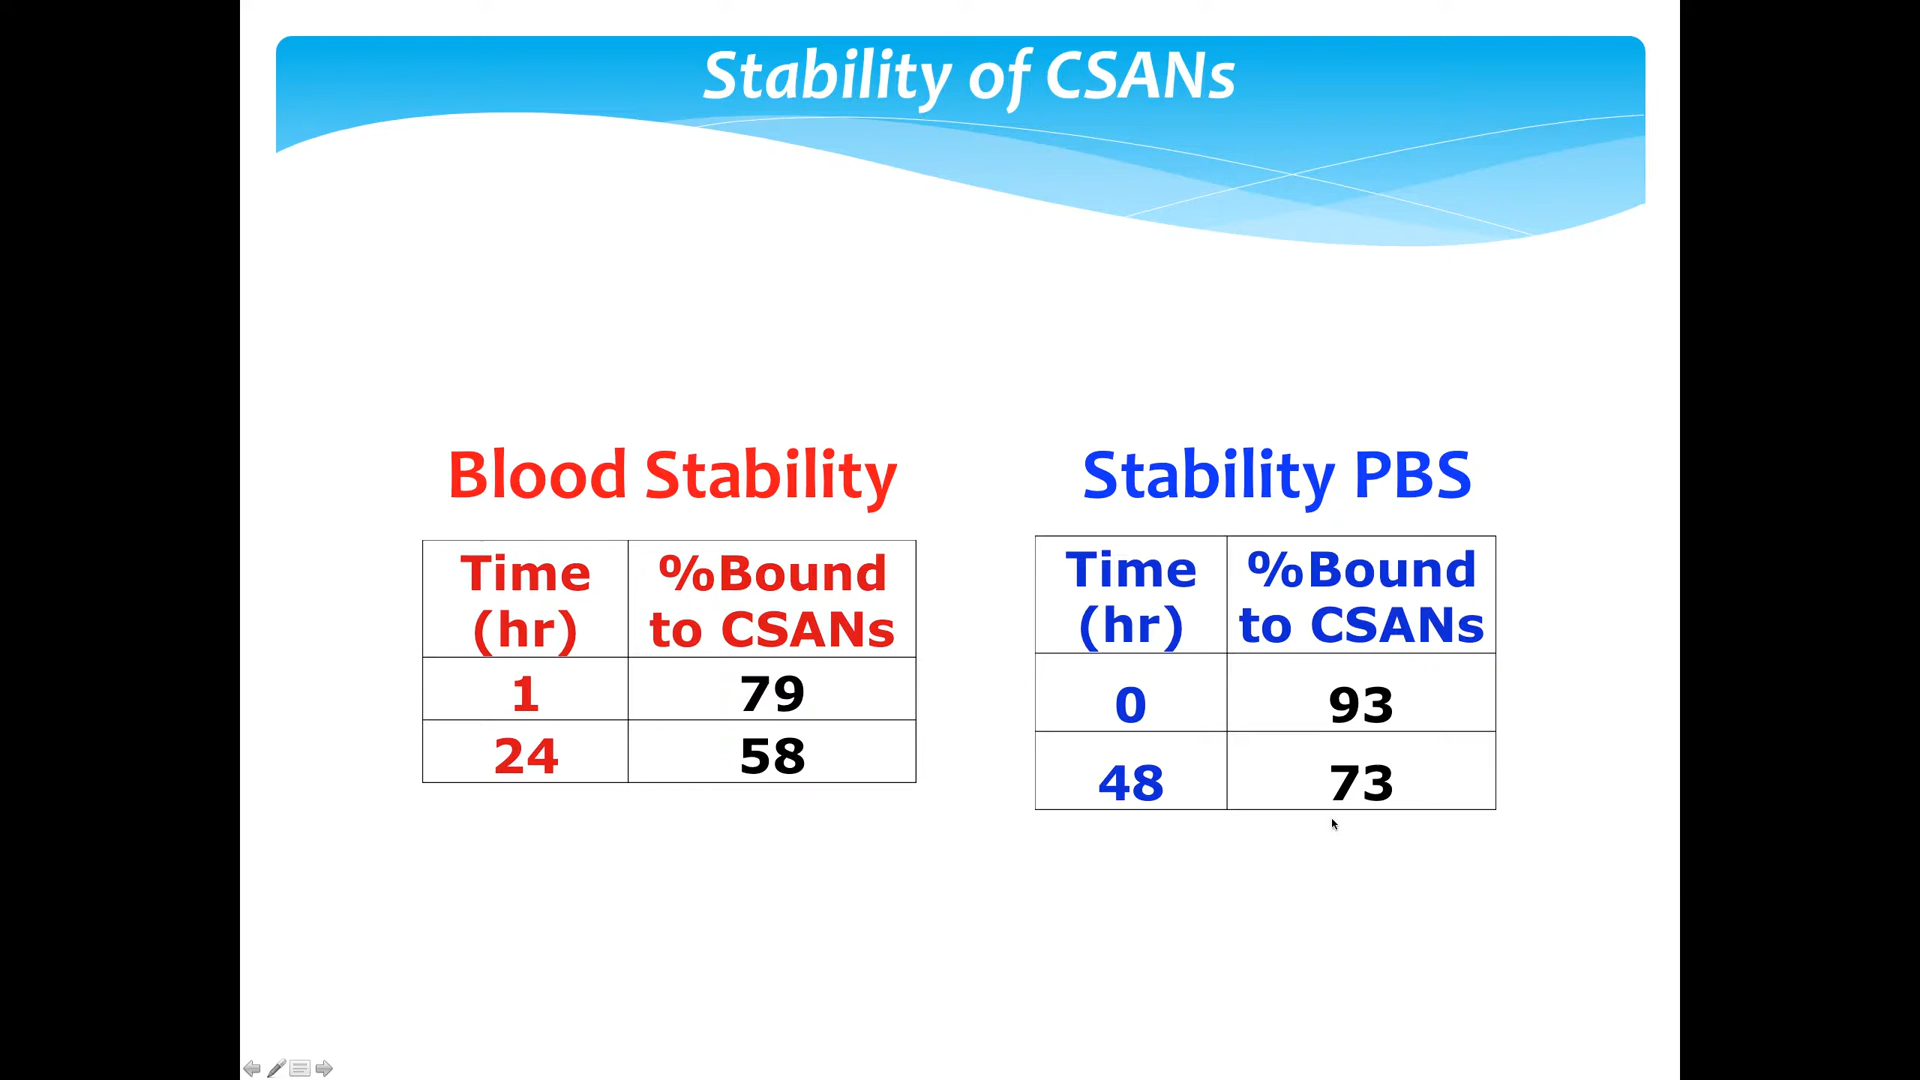 Stability of CSANs
Blood Stability
Time (hr) %Bound to CSANs
1 79
24 58
Stability PBS
Time (hr) %Bound to CSANs
0 93
48 73